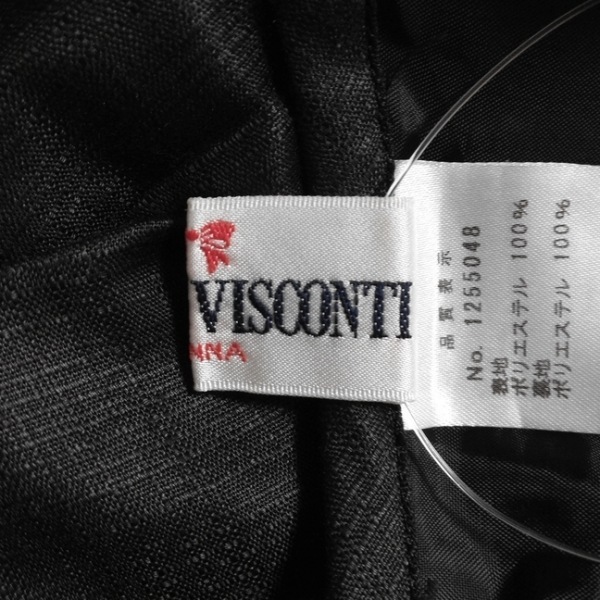 VISCONTI
NNA
品質表示
No. 1255048
表地
ポリエステル 100%
裏地
ポリエステル 100%